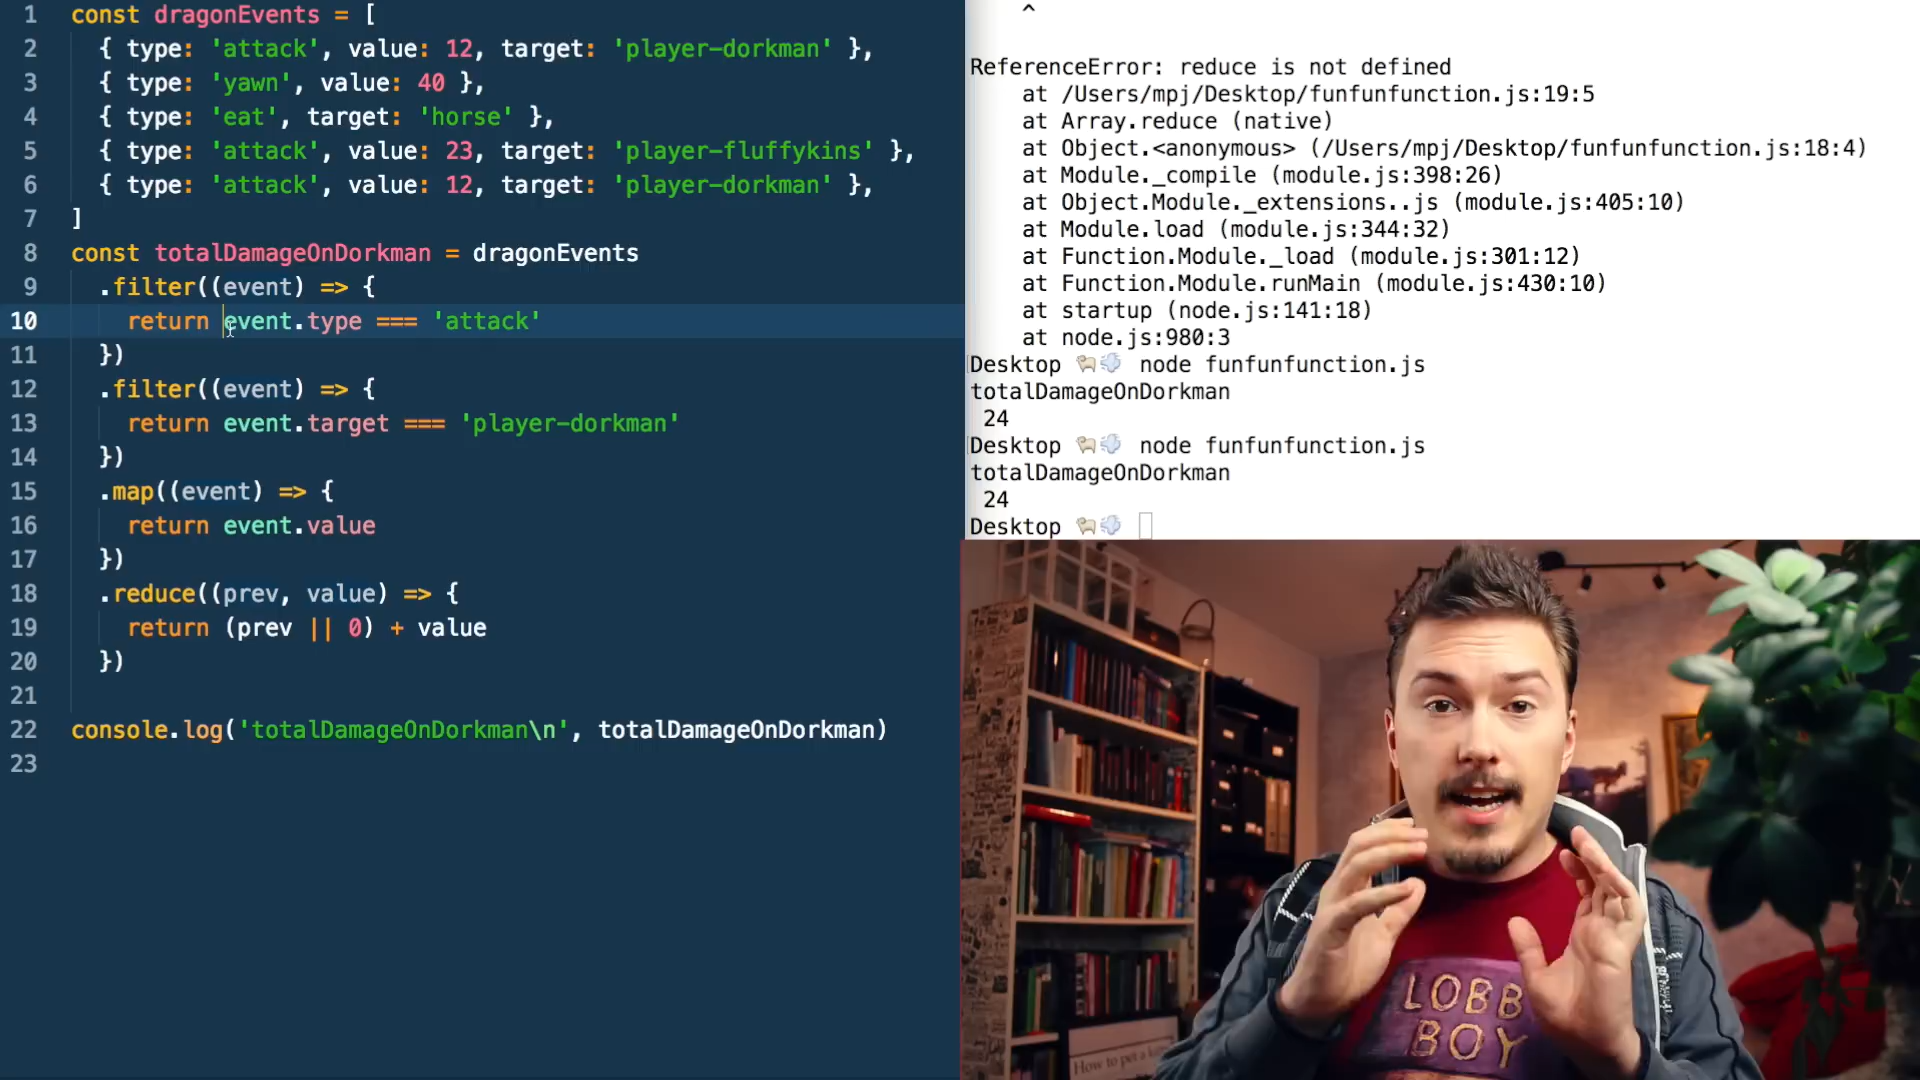 1 const dragonEvents = [
2 { type: 'attack', value: 12, target: 'player-dorkman' },
3 { type: 'yawn', value: 40 },
4 { type: 'eat', target: 'horse' },
5 { type: 'attack', value: 23, target: 'player-fluffykins' },
6 { type: 'attack', value: 12, target: 'player-dorkman' },
7 ]
8 const totalDamageOnDorkman = dragonEvents
9 .filter((event) => {
10 return event.type === 'attack'
11 })
12 .filter((event) => {
13 return event.target === 'player-dorkman'
14 })
15 .map((event) => {
16 return event.value
17 })
18 .reduce((prev, value) => {
19 return (prev || 0) + value
20 })
21
22 console.log('totalDamageOnDorkman\n', totalDamageOnDorkman)
23
^
ReferenceError: reduce is not defined
at /Users/mpj/Desktop/funfunfunction.js:19:5
at Array.reduce (native)
at Object.<anonymous> (/Users/mpj/Desktop/funfunfunction.js:18:4)
at Module._compile (module.js:398:26)
at Object.Module._extensions..js (module.js:405:10)
at Module.load (module.js:344:32)
at Function.Module._load (module.js:301:12)
at Function.Module.runMain (module.js:430:10)
at startup (node.js:141:18)
at node.js:980:3
Desktop 🐑💨 node funfunfunction.js
totalDamageOnDorkman
24
Desktop 🐑💨 node funfunfunction.js
totalDamageOnDorkman
24
Desktop 🐑💨
LOBB
BOY
How to pet a